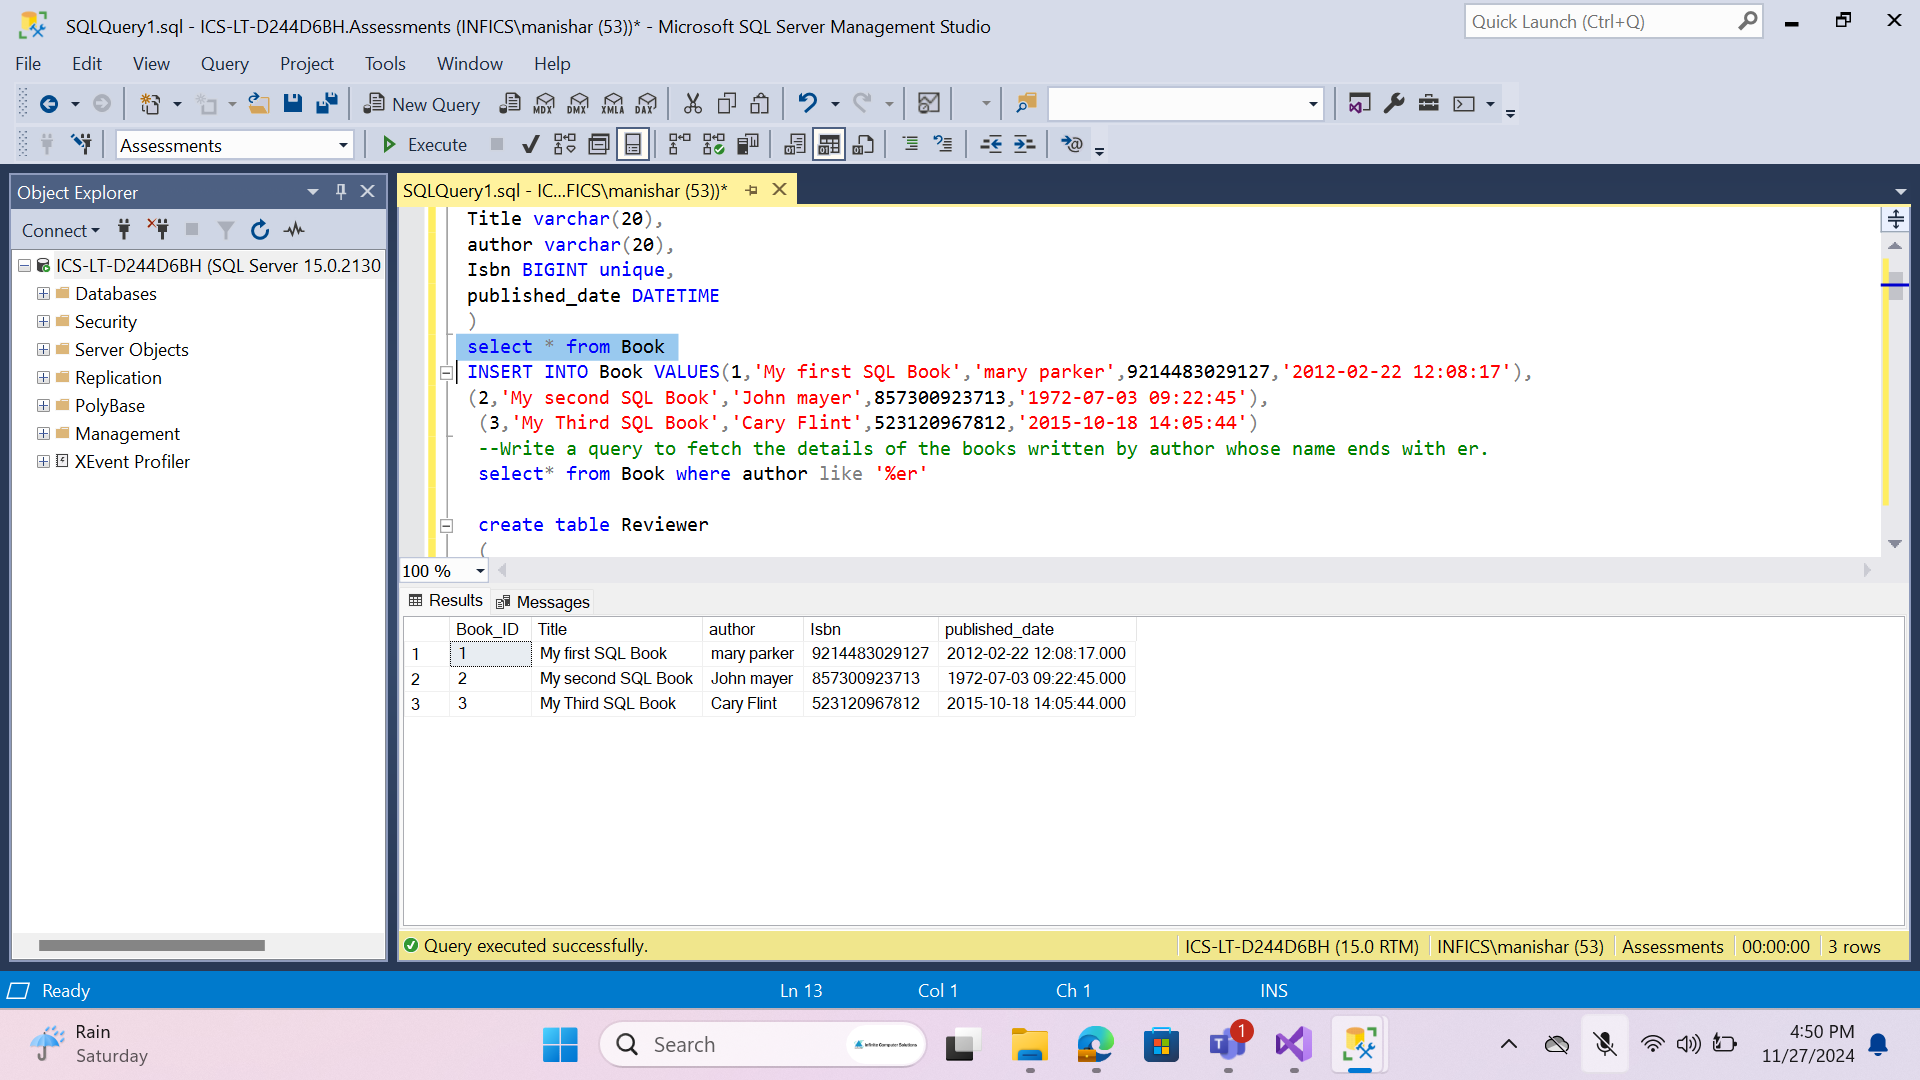 SQLQuery1.sql - ICS-LT-D244D6BH.Assessments (INFICS\manishar (53))* - Microsoft SQL Server Management Studio
Quick Launch (Ctrl+Q)
File Edit View Query Project Tools Window Help
New Query MDX DMX XMLA DAX
Assessments Execute
Object Explorer
Connect
ICS-LT-D244D6BH (SQL Server 15.0.2130
Databases
Security
Server Objects
Replication
PolyBase
Management
XEvent Profiler
SQLQuery1.sql - IC...FICS\manishar (53))*
Title varchar(20),
author varchar(20),
Isbn BIGINT unique,
published_date DATETIME
)
select * from Book
INSERT INTO Book VALUES(1,'My first SQL Book','mary parker',9214483029127,'2012-02-22 12:08:17'),
(2,'My second SQL Book','John mayer',857300923713,'1972-07-03 09:22:45'),
(3,'My Third SQL Book','Cary Flint',523120967812,'2015-10-18 14:05:44')
--Write a query to fetch the details of the books written by author whose name ends with er.
select* from Book where author like '%er'
create table Reviewer
(
100 %
Results Messages
Book_ID Title author Isbn published_date
1 1 My first SQL Book mary parker 9214483029127 2012-02-22 12:08:17.000
2 2 My second SQL Book John mayer 857300923713 1972-07-03 09:22:45.000
3 3 My Third SQL Book Cary Flint 523120967812 2015-10-18 14:05:44.000
Query executed successfully. ICS-LT-D244D6BH (15.0 RTM) INFICS\manishar (53) Assessments 00:00:00 3 rows
Ready Ln 13 Col 1 Ch 1 INS
Rain
Saturday
Search
Infinite Computer Solutions
1
4:50 PM
11/27/2024